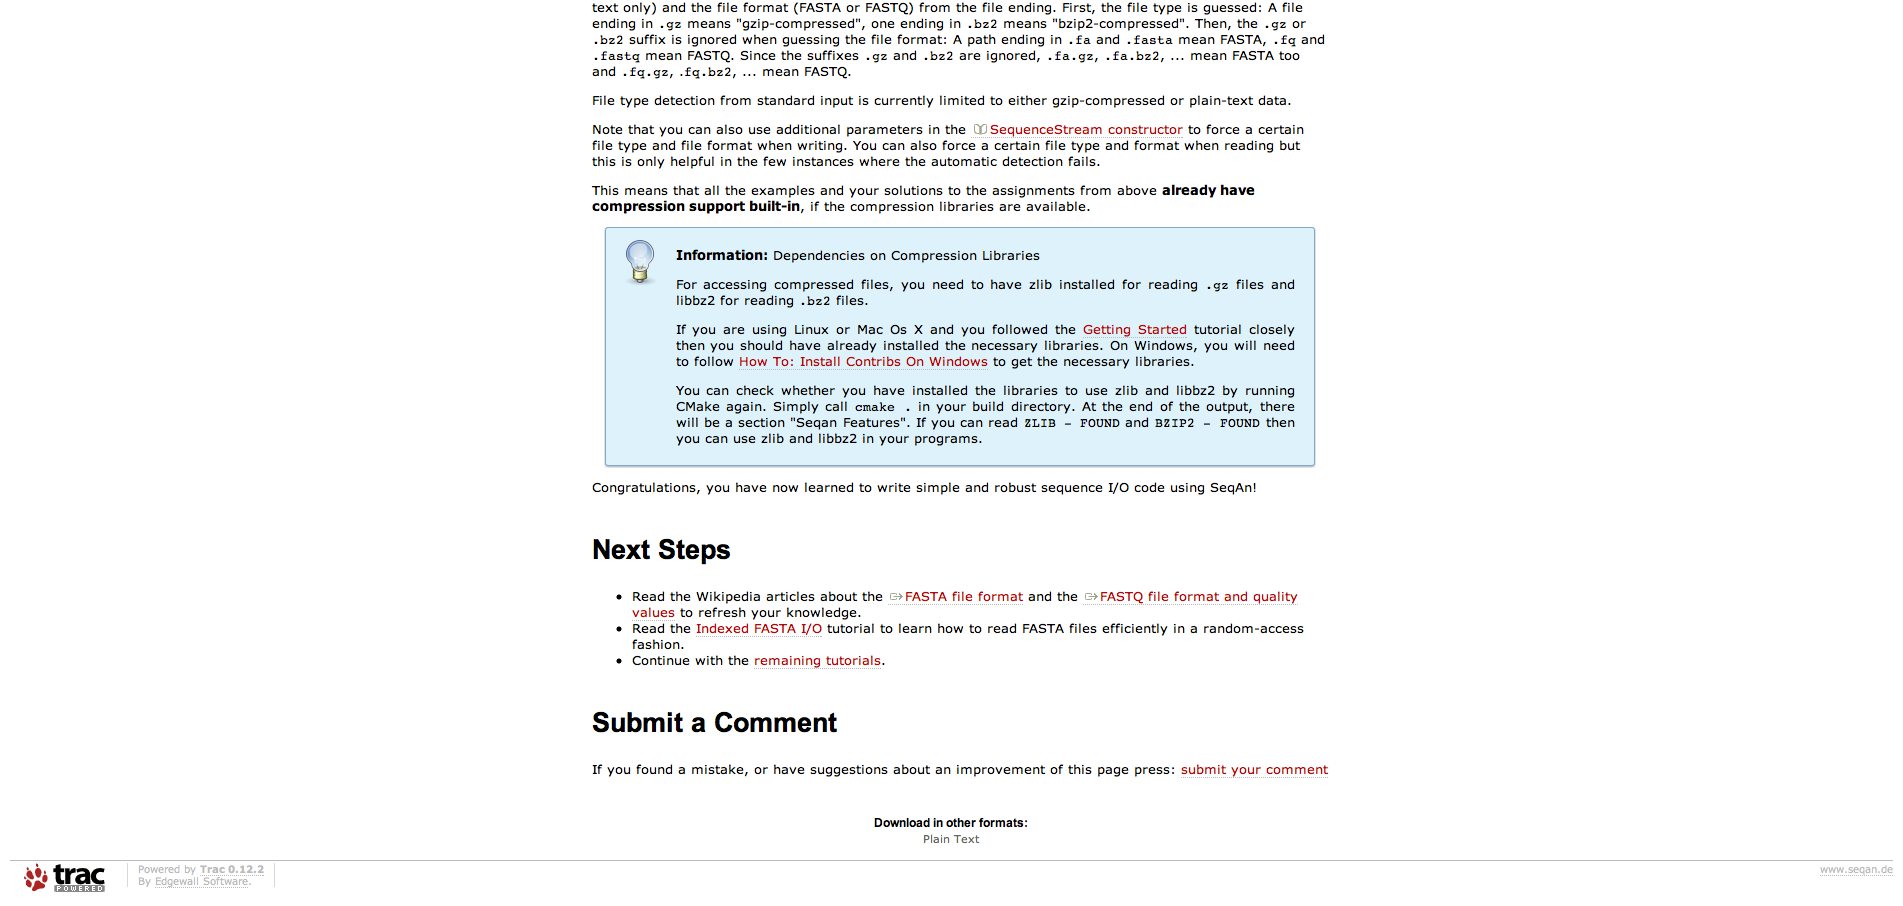 text only) and the file format (FASTA or FASTQ) from the file ending. First, the file type is guessed: A file
ending in .gz means "gzip-compressed", one ending in .bz2 means "bzip2-compressed". Then, the .gz or
.bz2 suffix is ignored when guessing the file format: A path ending in .fa and .fasta mean FASTA, .fq and
.fastq mean FASTQ. Since the suffixes .gz and .bz2 are ignored, .fa.gz, .fa.bz2, ... mean FASTA too
and .fq.gz, .fq.bz2, ... mean FASTQ.
File type detection from standard input is currently limited to either gzip-compressed or plain-text data.
Note that you can also use additional parameters in the SequenceStream constructor to force a certain
file type and file format when writing. You can also force a certain file type and format when reading but
this is only helpful in the few instances where the automatic detection fails.
This means that all the examples and your solutions to the assignments from above already have
compression support built-in, if the compression libraries are available.
Information: Dependencies on Compression Libraries
For accessing compressed files, you need to have zlib installed for reading .gz files and
libbz2 for reading .bz2 files.
If you are using Linux or Mac Os X and you followed the Getting Started tutorial closely
then you should have already installed the necessary libraries. On Windows, you will need
to follow How To: Install Contribs On Windows to get the necessary libraries.
You can check whether you have installed the libraries to use zlib and libbz2 by running
CMake again. Simply call cmake . in your build directory. At the end of the output, there
will be a section "Seqan Features". If you can read ZLIB - FOUND and BZIP2 - FOUND then
you can use zlib and libbz2 in your programs.
Congratulations, you have now learned to write simple and robust sequence I/O code using SeqAn!
Next Steps
• Read the Wikipedia articles about the FASTA file format and the FASTQ file format and quality
values to refresh your knowledge.
• Read the Indexed FASTA I/O tutorial to learn how to read FASTA files efficiently in a random-access
fashion.
• Continue with the remaining tutorials.
Submit a Comment
If you found a mistake, or have suggestions about an improvement of this page press: submit your comment
Download in other formats:
Plain Text
trac
POWERED
Powered by Trac 0.12.2
By Edgewall Software.
www.seqan.de